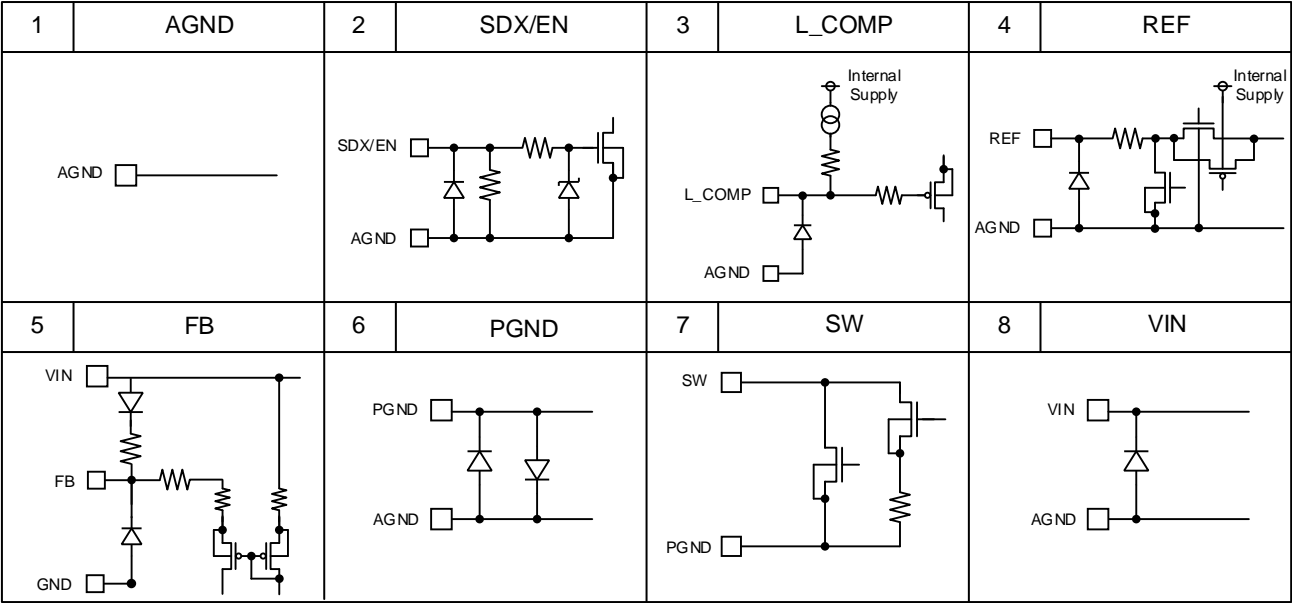 1 AGND 2 SDX/EN 3 L_COMP 4 REF
AGND
SDX/EN
AGND
Internal
Supply
L_COMP
AGND
Internal
Supply
REF
AGND
5 FB 6 PGND 7 SW 8 VIN
VIN
FB
GND
PGND
AGND
SW
PGND
VIN
AGND